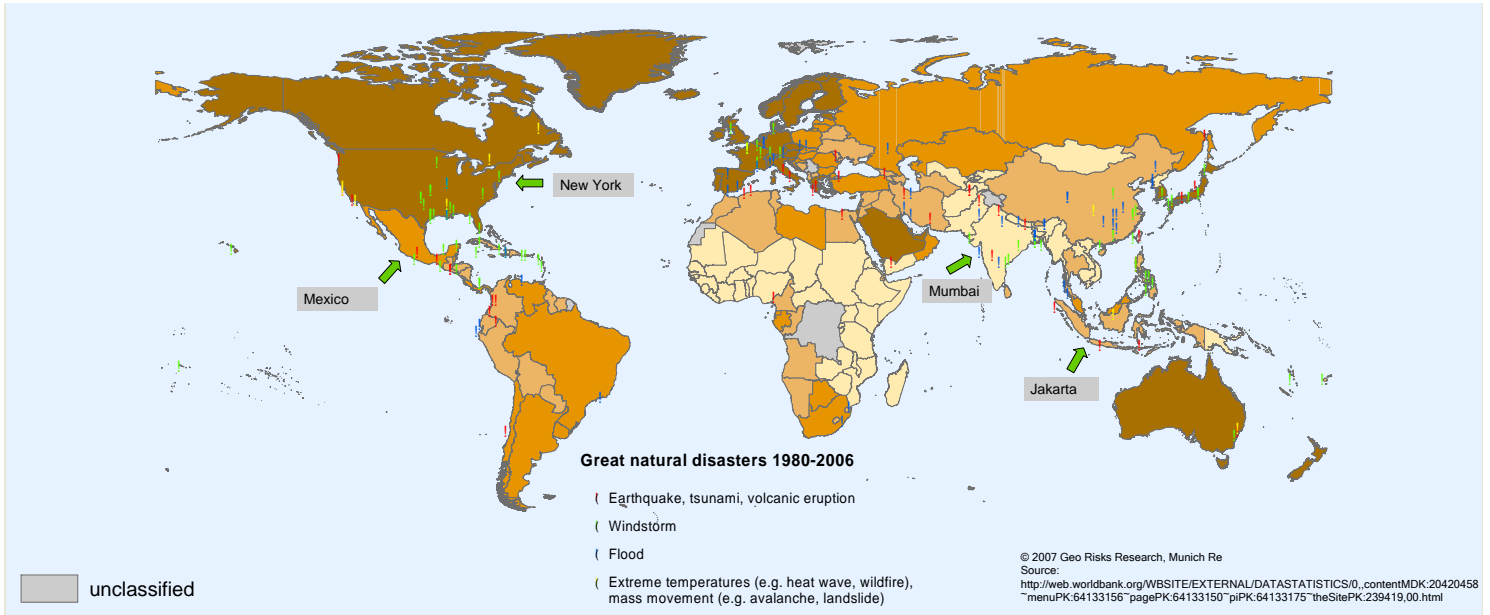 New York
Mexico
Mumbai
Jakarta
Great natural disasters 1980-2006
Earthquake, tsunami, volcanic eruption
Windstorm
Flood
Extreme temperatures (e.g. heat wave, wildfire),
mass movement (e.g. avalanche, landslide)
unclassified
© 2007 Geo Risks Research, Munich Re
Source:
http://web.worldbank.org/WBSITE/EXTERNAL/DATASTATISTICS/0,,contentMDK:20420458
~menuPK:64133156~pagePK:64133150~piPK:64133175~theSitePK:239419,00.html